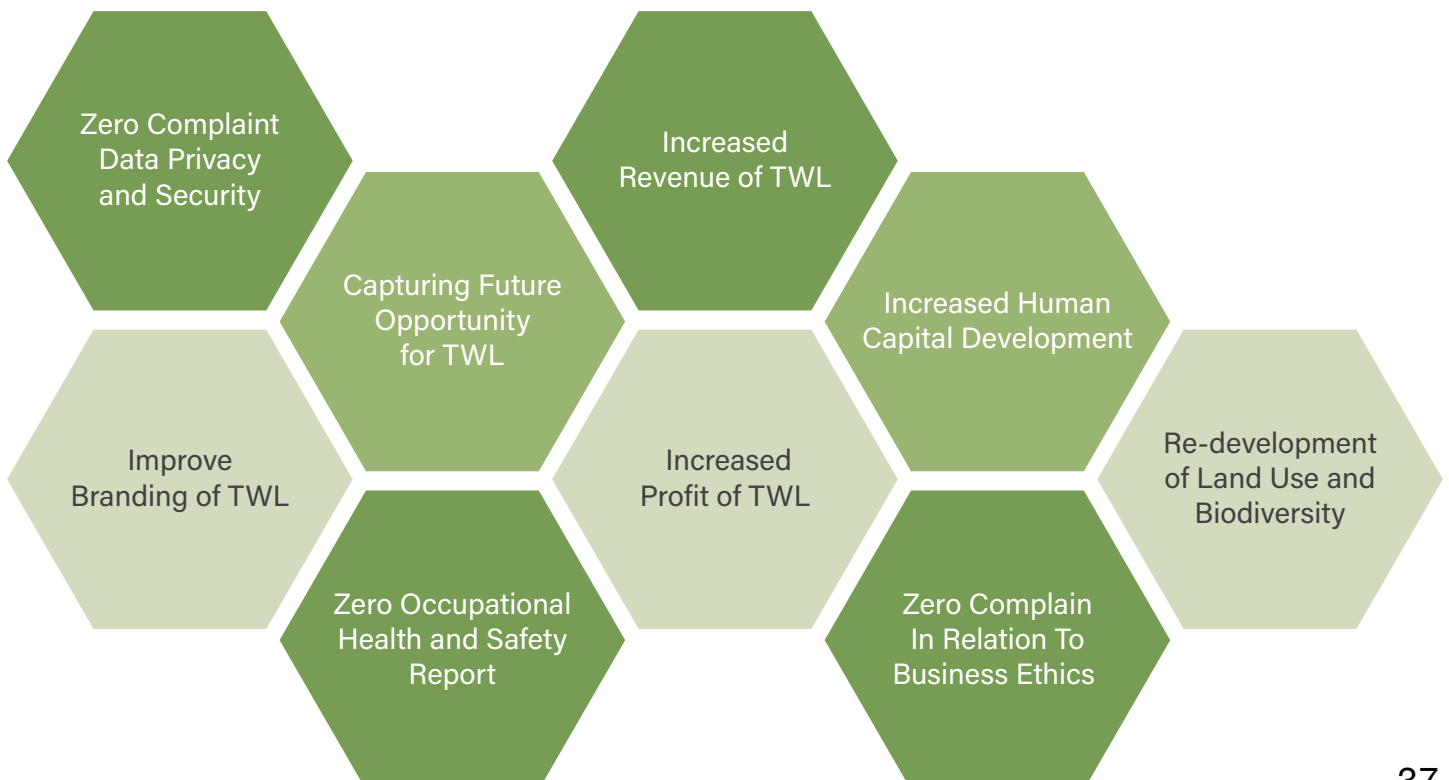 Zero Complaint
Data Privacy
and Security
Increased
Revenue of TWL
Capturing Future
Opportunity
for TWL
Increased Human
Capital Development
Improve
Branding of TWL
Increased
Profit of TWL
Re-development
of Land Use and
Biodiversity
Zero Occupational
Health and Safety
Report
Zero Complain
In Relation To
Business Ethics
37